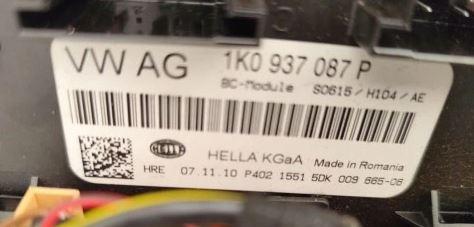 VW AG 1K0 937 087 P
BC-Module S0615/H104/AE
HELLA HELLA KGaA Made in Romania
HRE 07.11.10 P402 1551 5DK 009 665-06